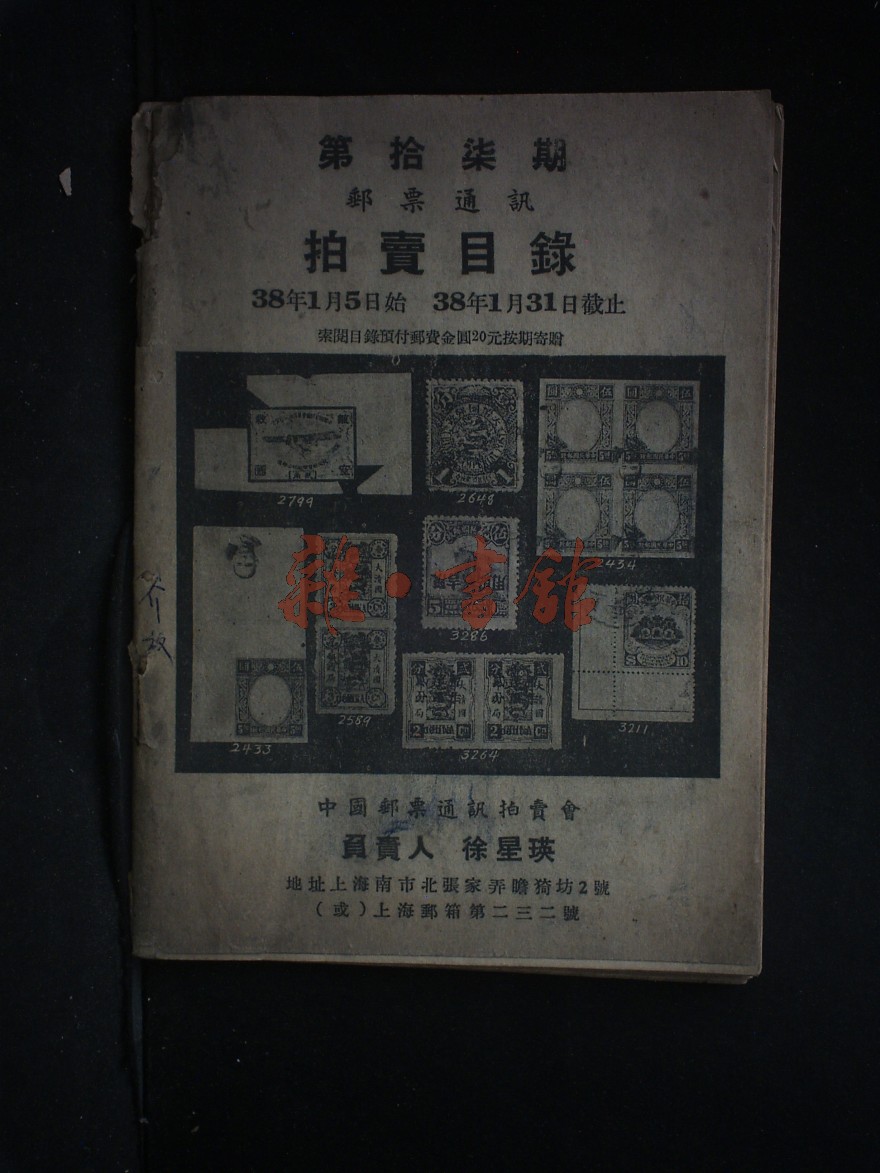 第拾柒期
郵票通訊
拍賣目錄
38年1月5日始 38年1月31日截止
索閱目錄預付郵費金圓20元按期寄贈
2799
2648
2434
2433
2589
3286
3264
3211
雜·書館
中國郵票通訊拍賣會
負責人 徐星瑛
地址上海南市北張家弄瞻猗坊2號
(或)上海郵箱第二三二號